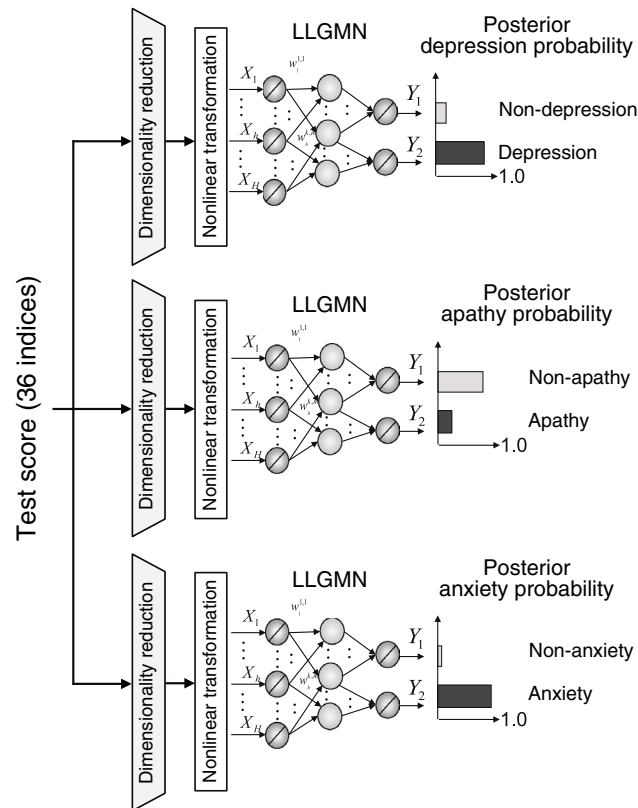 Test score (36 indices)
Dimensionality reduction
Nonlinear transformation
LLGMN
X1
Xh
XH
Y1
Y2
Posterior
depression probability
Non-depression
Depression
1.0
Dimensionality reduction
Nonlinear transformation
LLGMN
X1
Xh
XH
Y1
Y2
Posterior
apathy probability
Non-apathy
Apathy
1.0
Dimensionality reduction
Nonlinear transformation
LLGMN
X1
Xh
XH
Y1
Y2
Posterior
anxiety probability
Non-anxiety
Anxiety
1.0